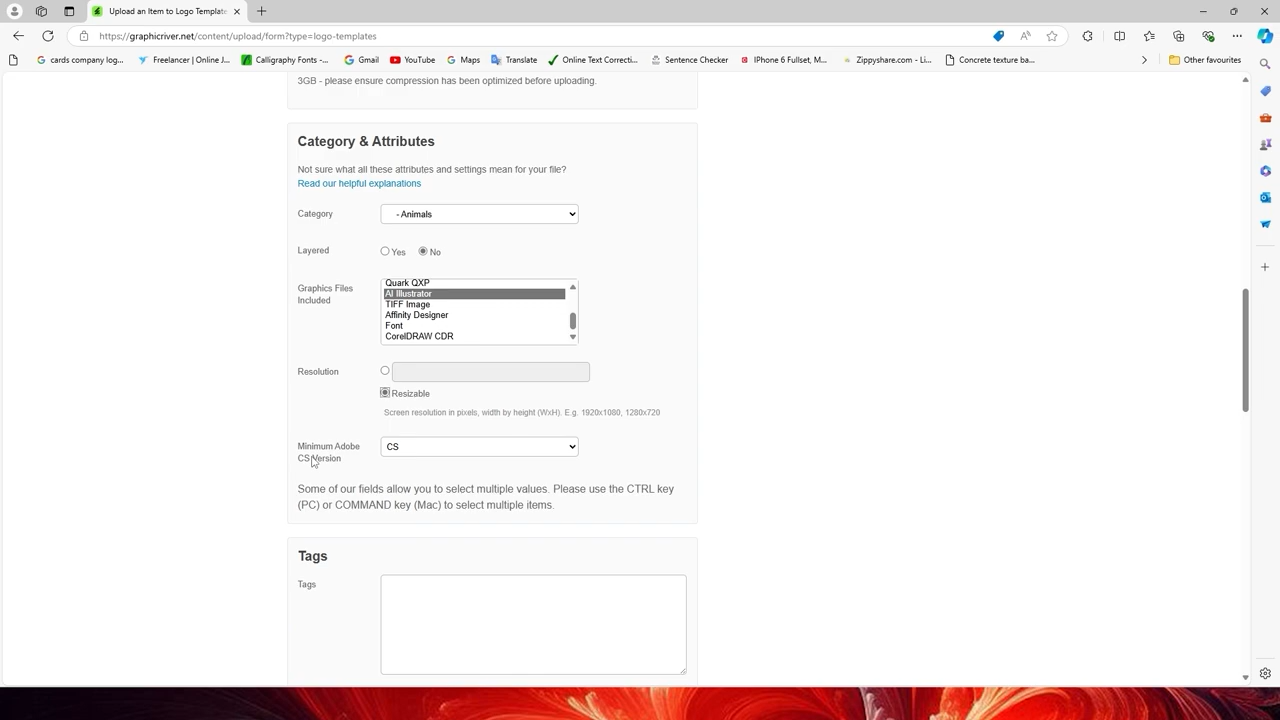 Upload an Item to Logo Template
https://graphicriver.net/content/upload/form?type=logo-templates
cards company log...
Freelancer | Online J...
Calligraphy Fonts -...
Gmail
YouTube
Maps
Translate
Online Text Correcti...
Sentence Checker
IPhone 6 Fullset, M...
Zippyshare.com - Li...
Concrete texture ba...
Other favourites
3GB - please ensure compression has been optimized before uploading.
Category & Attributes
Not sure what all these attributes and settings mean for your file?
Read our helpful explanations
Category
- Animals
Layered
Yes
No
Graphics Files
Included
Quark QXP
AI Illustrator
TIFF Image
Affinity Designer
Font
CorelDRAW CDR
Resolution
Resizable
Screen resolution in pixels, width by height (WxH). E.g. 1920x1080, 1280x720
Minimum Adobe
CS Version
CS
Some of our fields allow you to select multiple values. Please use the CTRL key
(PC) or COMMAND key (Mac) to select multiple items.
Tags
Tags